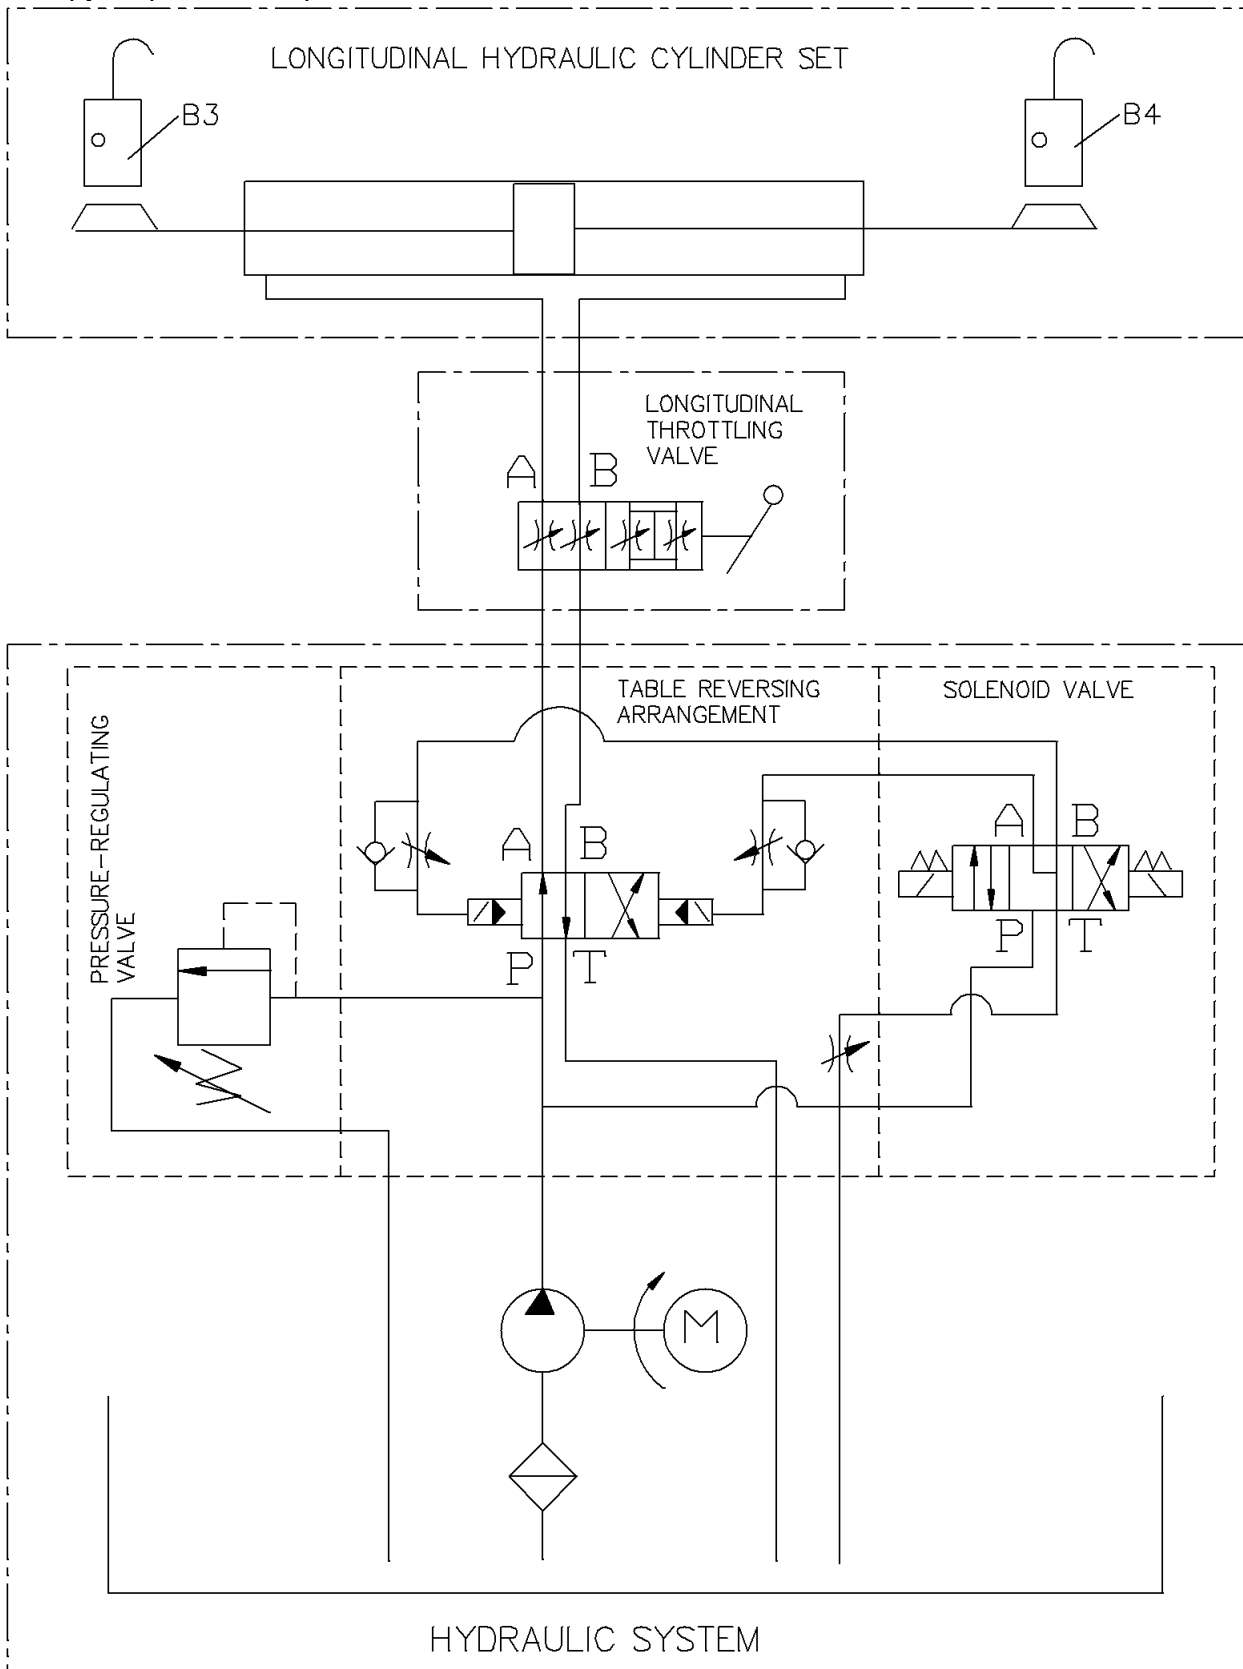 LONGITUDINAL HYDRAULIC CYLINDER SET
B3
B4
LONGITUDINAL
THROTTLING
VALVE
A B
TABLE REVERSING
ARRANGEMENT
SOLENOID VALVE
PRESSURE-REGULATING
VALVE
A B
A B
P T
P T
M
HYDRAULIC SYSTEM